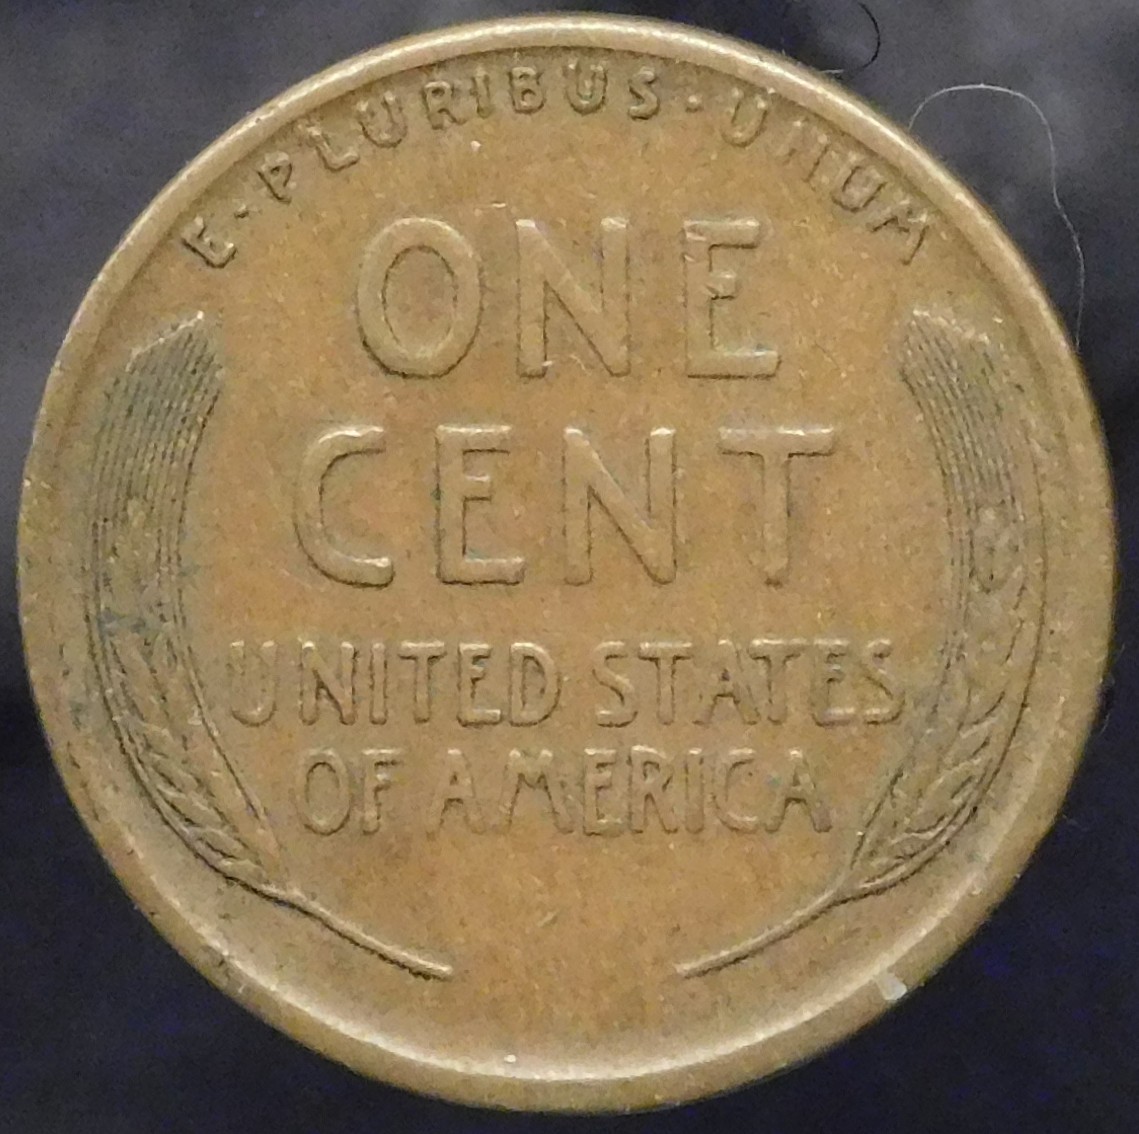 E · PLURIBUS · UNUM
ONE
CENT
UNITED STATES
OF AMERICA